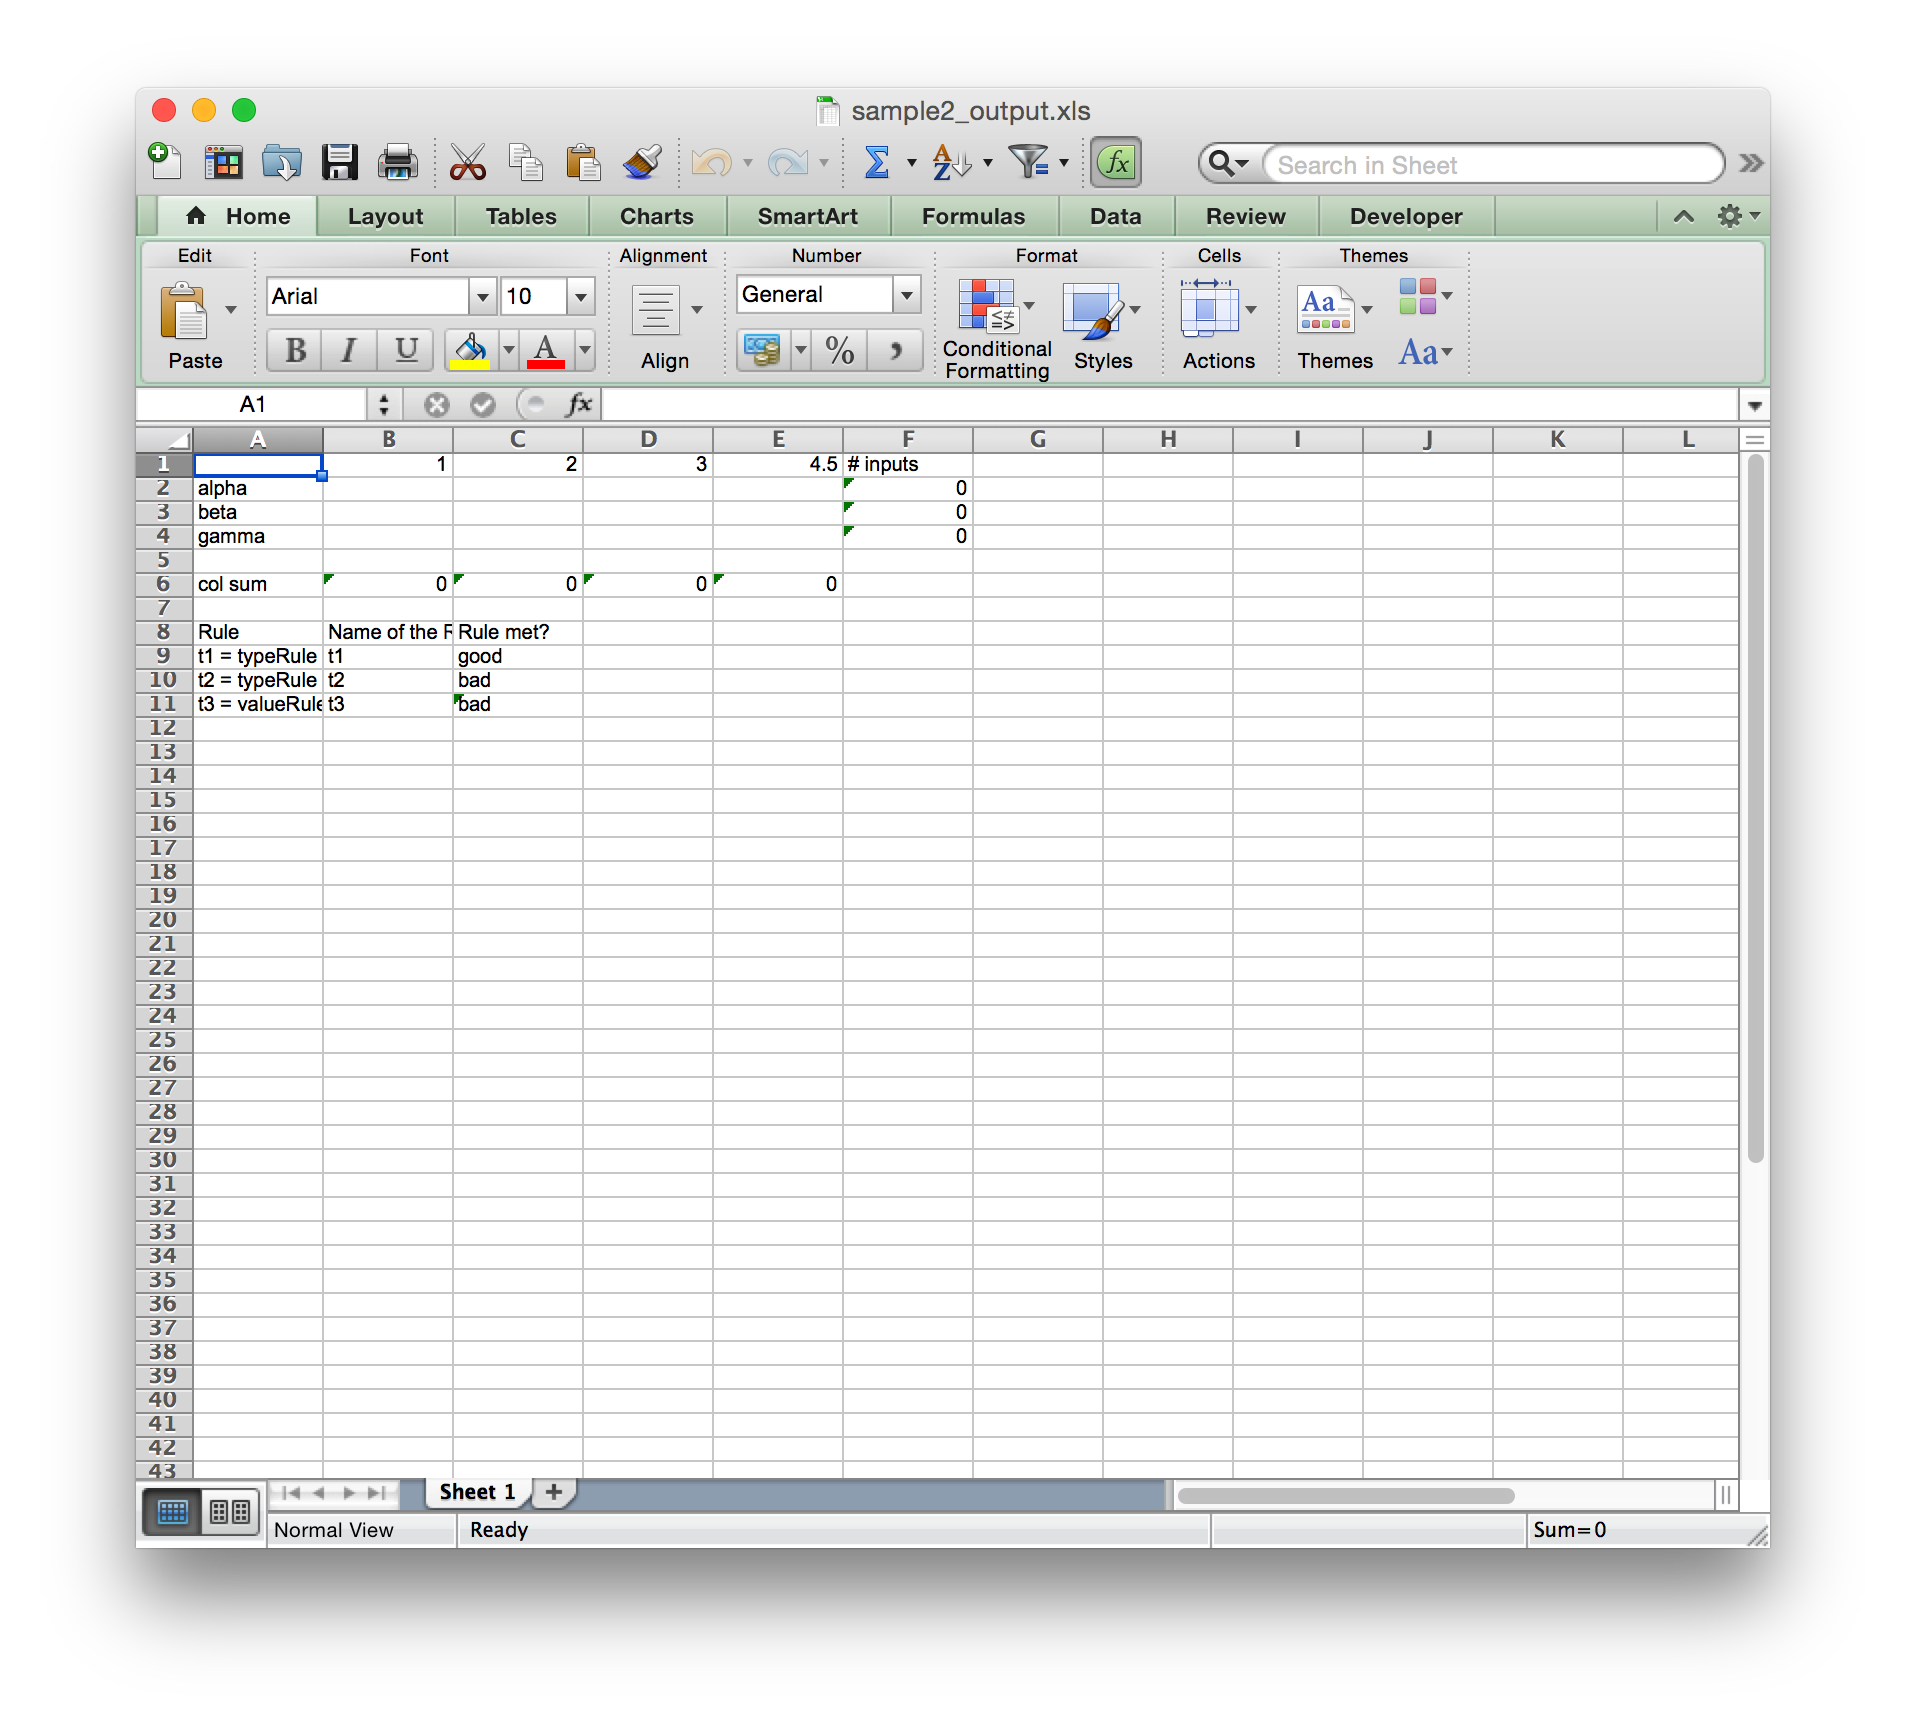 sample2_output.xls
Search in Sheet
Home Layout Tables Charts SmartArt Formulas Data Review Developer
Edit Font Alignment Number Format Cells Themes
Arial 10 General
Paste B I U A Align % Conditional Formatting Styles Actions Themes Aa
A1 fx
A B C D E F G H I J K L
1 1 2 3 4.5 # inputs
2 alpha 0
3 beta 0
4 gamma 0
5
6 col sum 0 0 0 0
7
8 Rule Name of the R Rule met?
9 t1 = typeRule t1 good
10 t2 = typeRule t2 bad
11 t3 = valueRule t3 bad
12
13
14
15
16
17
18
19
20
21
22
23
24
25
26
27
28
29
30
31
32
33
34
35
36
37
38
39
40
41
42
43
Sheet 1
Normal View Ready Sum=0